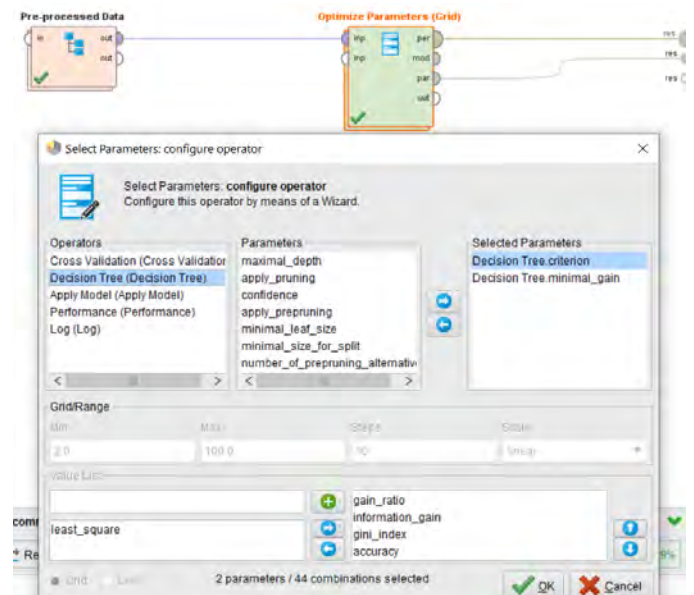 Pre-processed Data
Optimize Parameters (Grid)
in out
out
inp per
inp mod
par
out
res
res
res
Select Parameters: configure operator
Select Parameters: configure operator
Configure this operator by means of a Wizard.
Operators
Cross Validation (Cross Validation
Decision Tree (Decision Tree)
Apply Model (Apply Model)
Performance (Performance)
Log (Log)
Parameters
maximal_depth
apply_pruning
confidence
apply_prepruning
minimal_leaf_size
minimal_size_for_split
number_of_prepruning_alternativ
Selected Parameters
Decision Tree.criterion
Decision Tree.minimal_gain
Grid/Range
Min Max Steps Scale
2.0 100.0 10 linear
Value List
least_square
gain_ratio
information_gain
gini_index
accuracy
comm
Re
Grid List
2 parameters / 44 combinations selected
OK Cancel